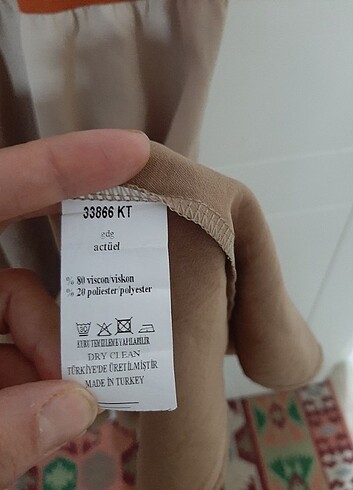 33866 KT
ede
actüel
% 80 viscon/viskon
% 20 poliester/polyester
KURU TEMİZLEME YAPILABİLİR
DRY CLEAN
TÜRKİYE'DE ÜRETİLMİŞTİR
MADE IN TURKEY